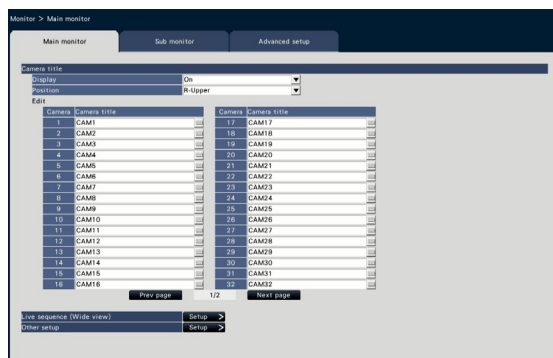 Monitor > Main monitor
Main monitor Sub monitor Advanced setup
Camera title
Display On
Position R-Upper
Edit
Camera Camera title Camera Camera title
1 CAM1 17 CAM17
2 CAM2 18 CAM18
3 CAM3 19 CAM19
4 CAM4 20 CAM20
5 CAM5 21 CAM21
6 CAM6 22 CAM22
7 CAM7 23 CAM23
8 CAM8 24 CAM24
9 CAM9 25 CAM25
10 CAM10 26 CAM26
11 CAM11 27 CAM27
12 CAM12 28 CAM28
13 CAM13 29 CAM29
14 CAM14 30 CAM30
15 CAM15 31 CAM31
16 CAM16 32 CAM32
Prev page 1/2 Next page
Live sequence (Wide view) Setup >
Other setup Setup >